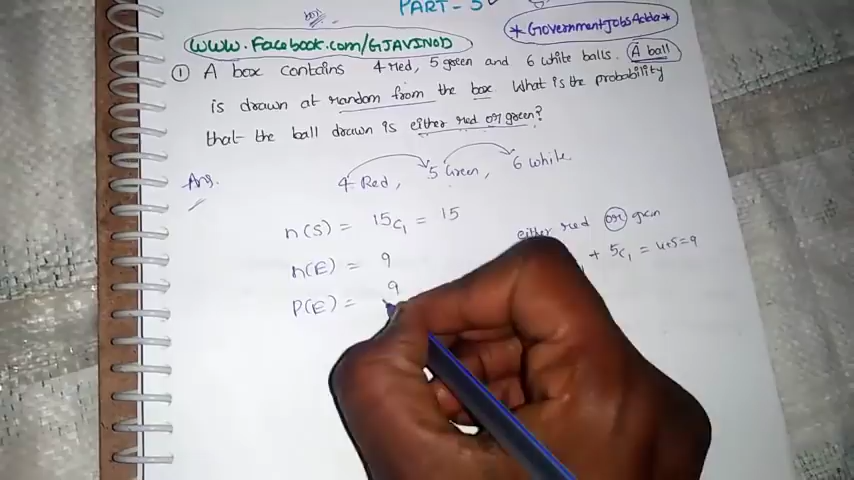 PART-3
box
*GovernmentJobsAdda*
www.Facebook.com/GJAVINOD
① A box contains 4 red, 5 green and 6 white balls. A ball
is drawn at random from the box What is the probability
that the ball drawn is either red or green?
Ans.
4 Red, 5 Green, 6 white.
n(S) = 15c₁ = 15
either red or green
+ 5c₁ = 4+5=9
n(E) = 9
P(E) = 9